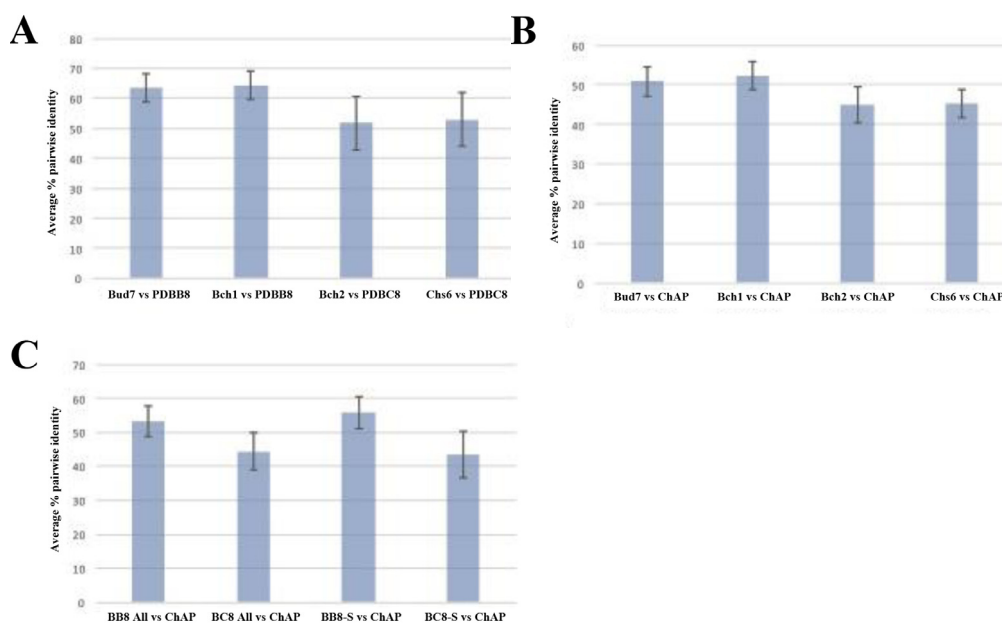 A
Average % pairwise identity
80
70
60
50
40
30
20
10
0
Bud7 vs PDBB8 Bch1 vs PDBB8 Bch2 vs PDBC8 Chs6 vs PDBC8
B
Average % pairwise identity
60
50
40
30
20
10
0
Bud7 vs ChAP Bch1 vs ChAP Bch2 vs ChAP Chs6 vs ChAP
C
Average % pairwise identity
70
60
50
40
30
20
10
0
BB8 All vs ChAP BC8 All vs ChAP BB8-S vs ChAP BC8-S vs ChAP